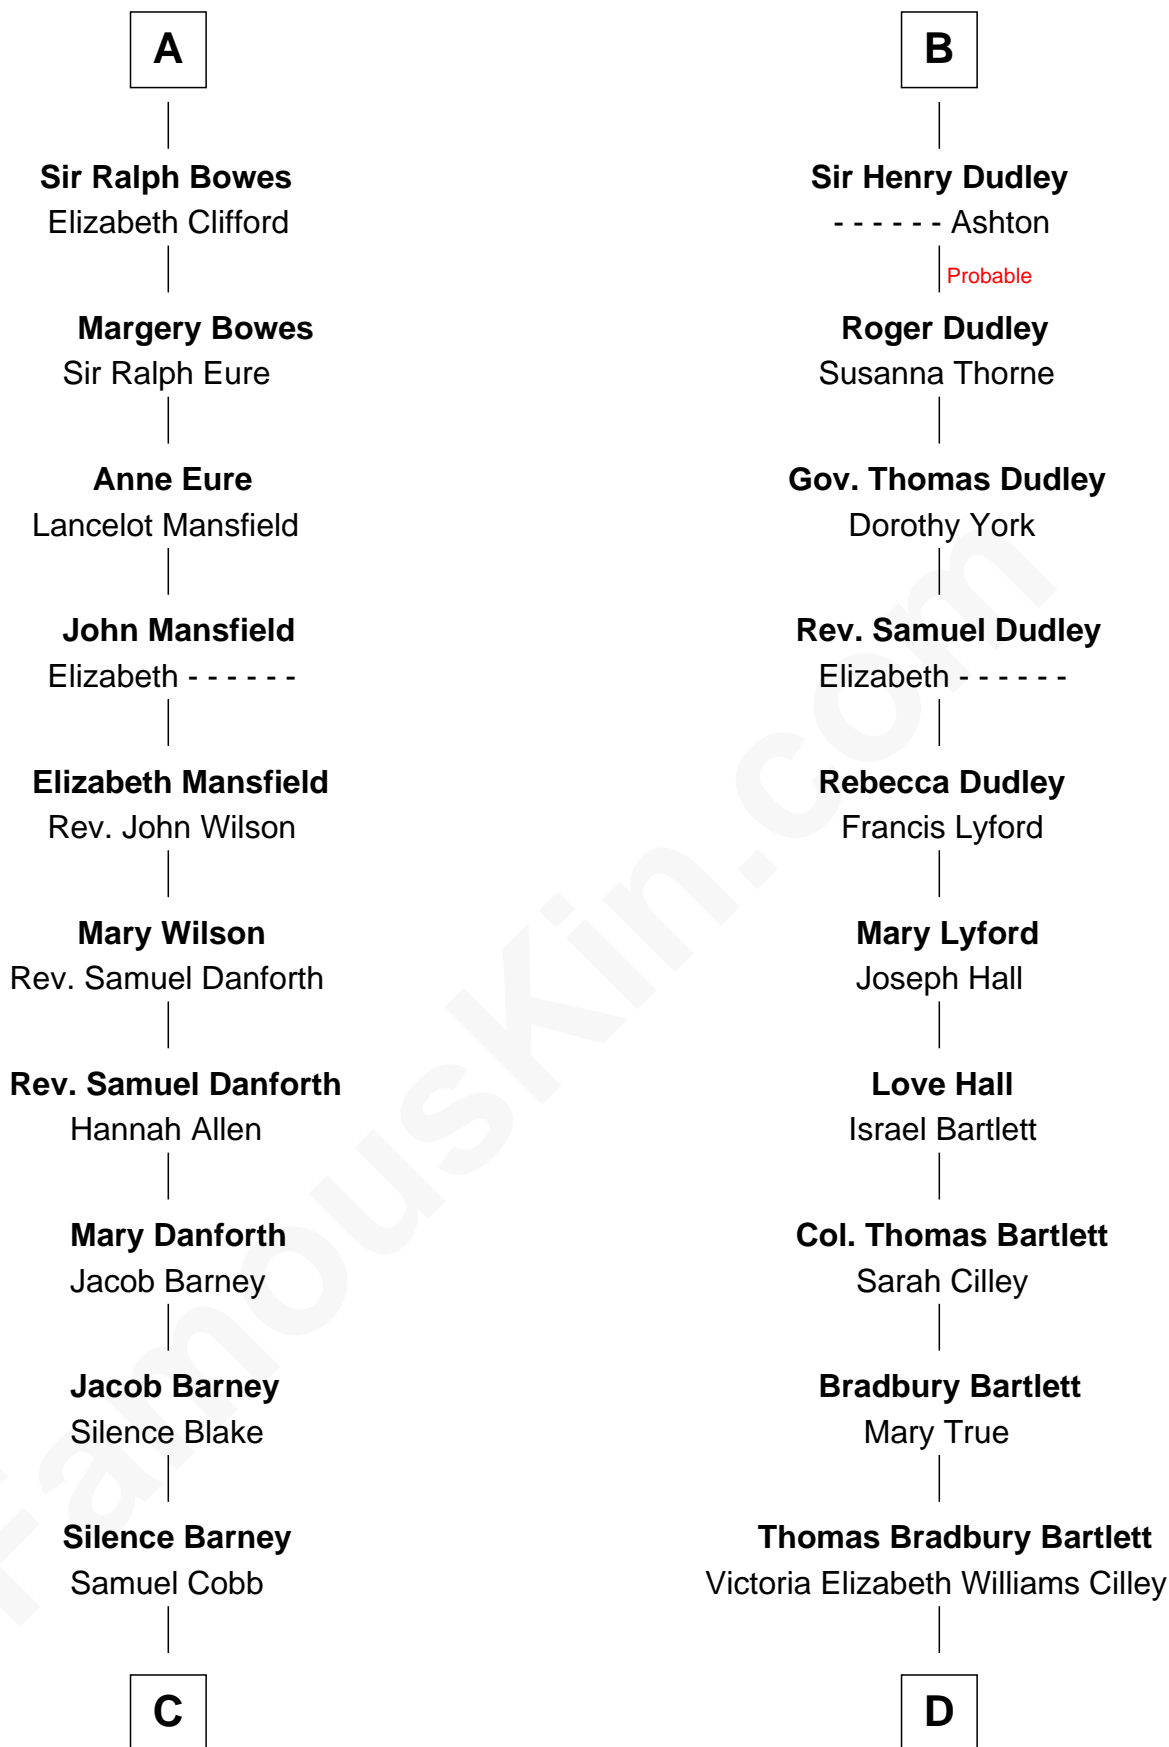 A
Sir Ralph Bowes
Elizabeth Clifford
Margery Bowes
Sir Ralph Eure
Anne Eure
Lancelot Mansfield
John Mansfield
Elizabeth - - - - - -
Elizabeth Mansfield
Rev. John Wilson
Mary Wilson
Rev. Samuel Danforth
Rev. Samuel Danforth
Hannah Allen
Mary Danforth
Jacob Barney
Jacob Barney
Silence Blake
Silence Barney
Samuel Cobb
C
B
Sir Henry Dudley
- - - - - - Ashton
Probable
Roger Dudley
Susanna Thorne
Gov. Thomas Dudley
Dorothy York
Rev. Samuel Dudley
Elizabeth - - - - - -
Rebecca Dudley
Francis Lyford
Mary Lyford
Joseph Hall
Love Hall
Israel Bartlett
Col. Thomas Bartlett
Sarah Cilley
Bradbury Bartlett
Mary True
Thomas Bradbury Bartlett
Victoria Elizabeth Williams Cilley
D
FamousKin.com